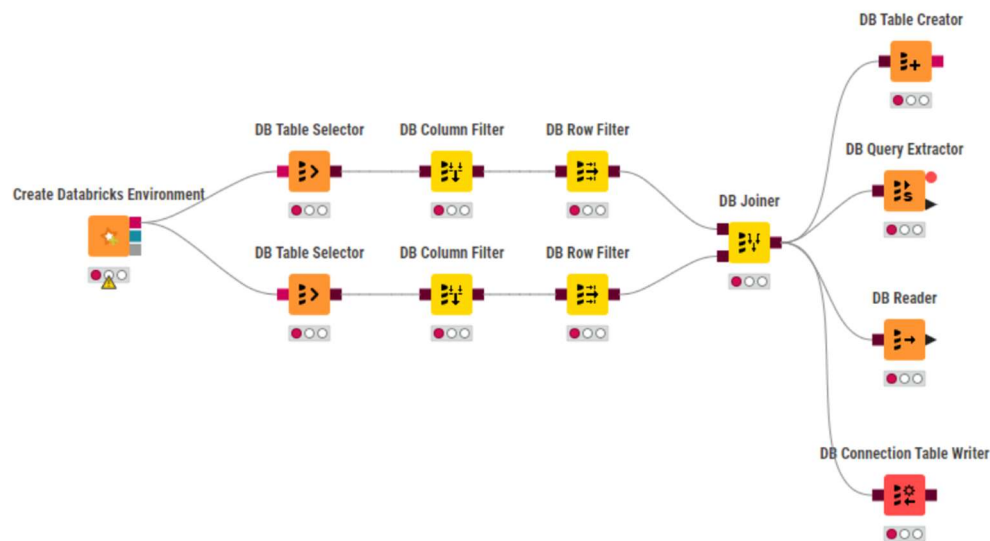 DB Table Creator
DB Table Selector DB Column Filter DB Row Filter
DB Query Extractor
Create Databricks Environment
DB Joiner
DB Table Selector DB Column Filter DB Row Filter
DB Reader
DB Connection Table Writer